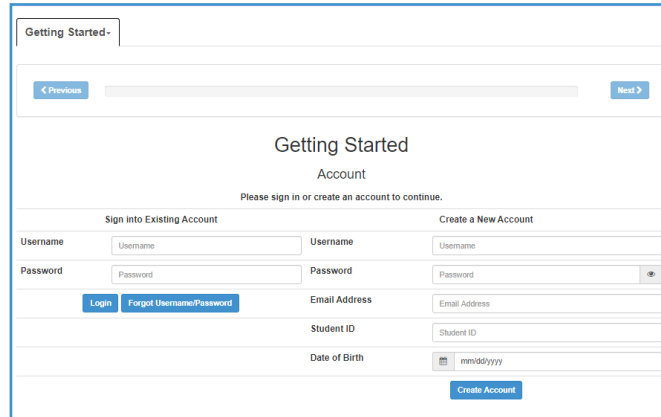 Getting Started
Previous
Next
Getting Started
Account
Please sign in or create an account to continue.
Sign into Existing Account
Create a New Account
Username
Username
Username
Username
Password
Password
Password
Password
Login
Forgot Username/Password
Email Address
Email Address
Student ID
Student ID
Date of Birth
mm/dd/yyyy
Create Account